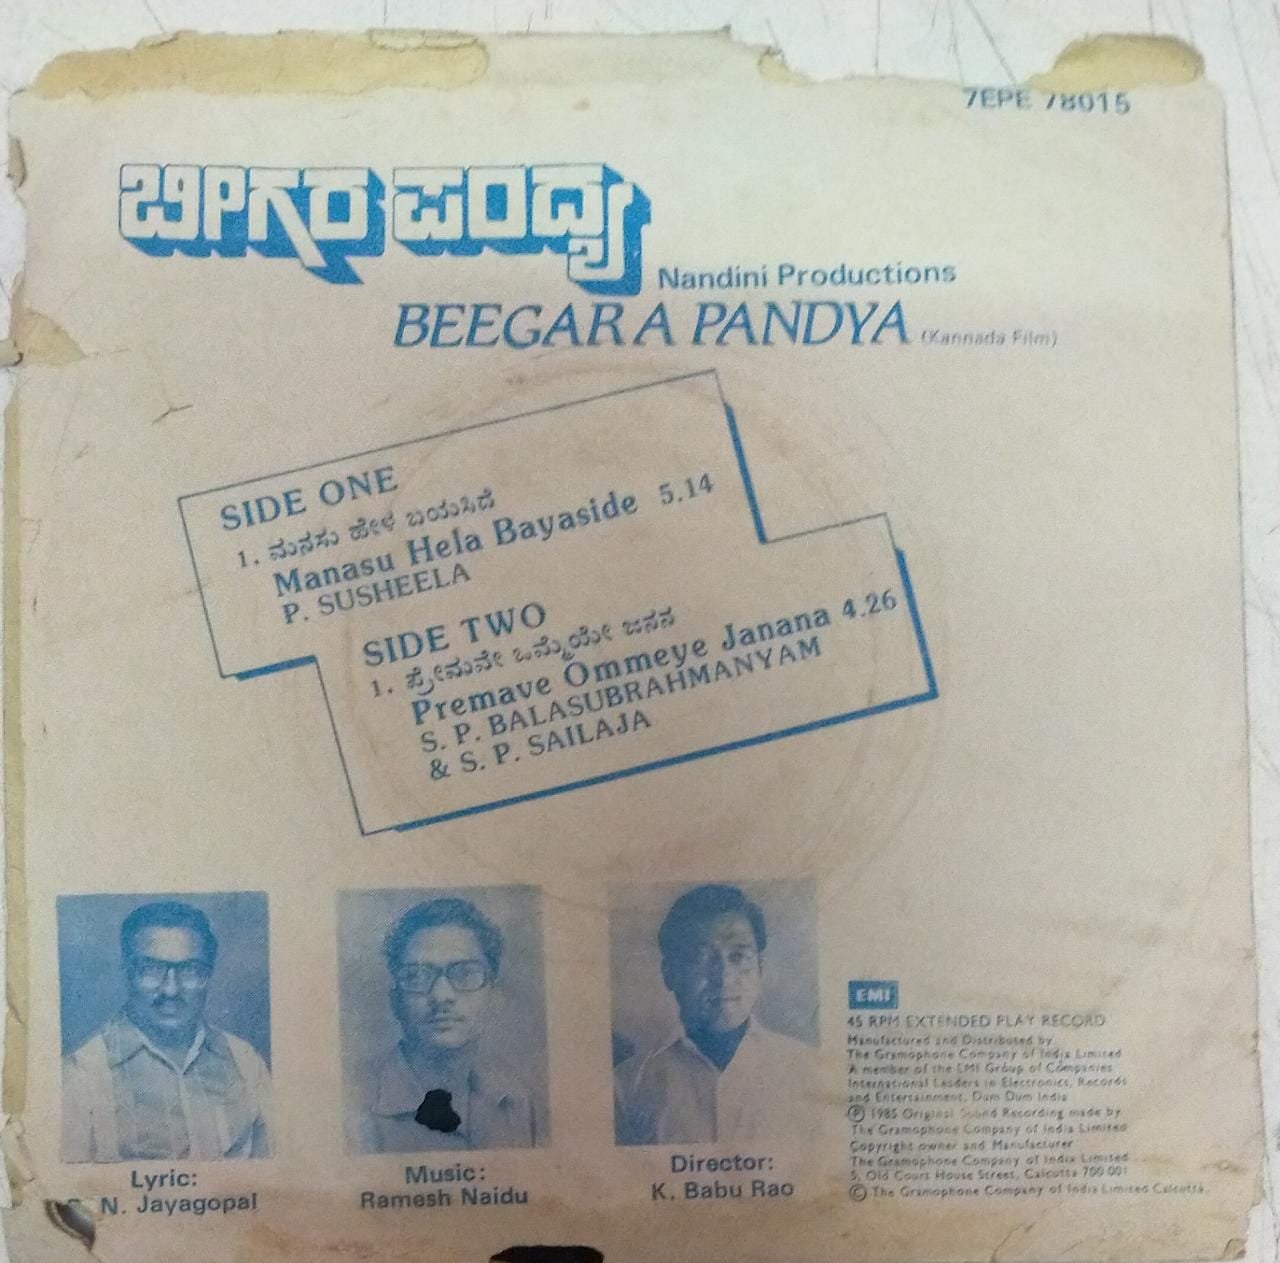 7EPE 78015
ಬೀಗರ ಪಂದ್ಯ
Nandini Productions
BEEGARA PANDYA (Kannada Film)
SIDE ONE
1. ಮನಸು ಹೇಳ ಬಯಸಿದೆ
Manasu Hela Bayaside 5.14
P. SUSHEELA
SIDE TWO
1. ಪ್ರೇಮವೇ ಒಮ್ಮೆಯೇ ಜನನ
Premave Ommeye Janana 4.26
S. P. BALASUBRAHMANYAM
& S. P. SAILAJA
Lyric:
N. Jayagopal
Music:
Ramesh Naidu
Director:
K. Babu Rao
EMI
45 RPM EXTENDED PLAY RECORD
Manufactured and Distributed by
The Gramophone Company of India Limited
A member of the EMI Group of Companies
International Leaders in Electronics, Records
and Entertainment, Dum Dum India
Ⓟ 1985 Original Sound Recording made by
The Gramophone Company of India Limited
Copyright owner and Manufacturer
The Gramophone Company of India Limited
5, Old Court House Street, Calcutta 700 001
© The Gramophone Company of India Limited Calcutta